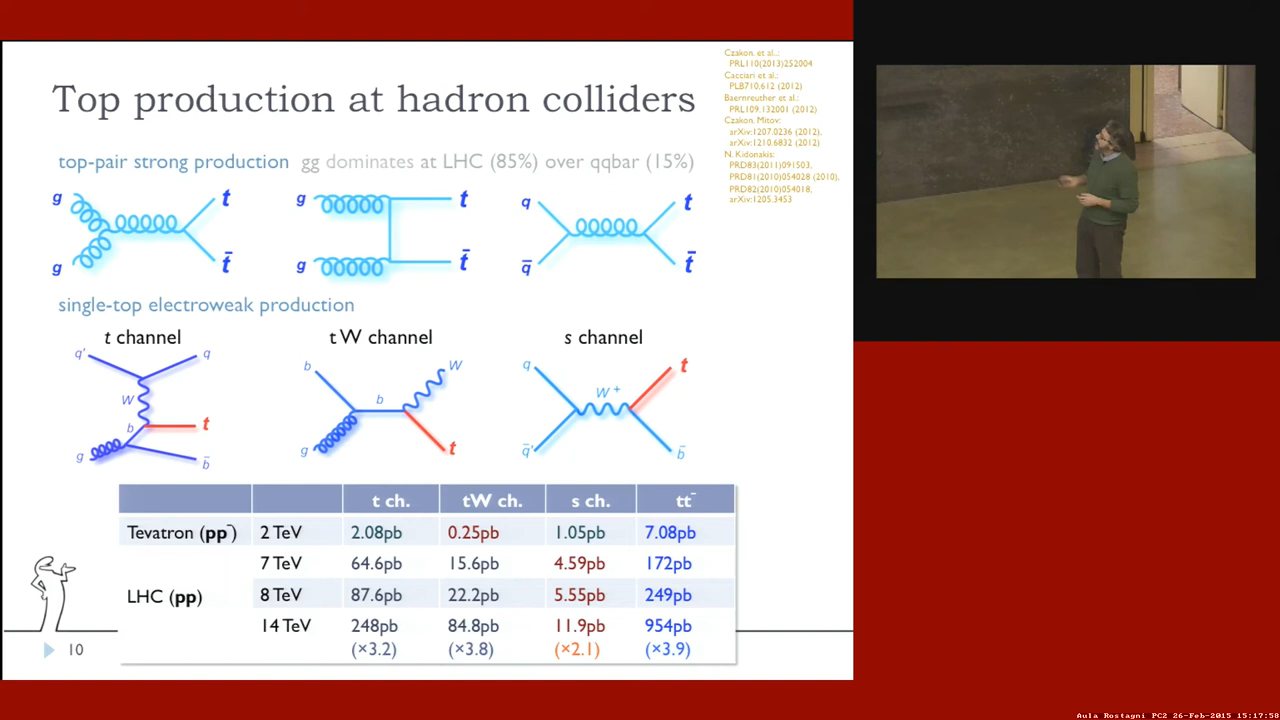 Top production at hadron colliders
Czakon, et al..:
PRL110(2013)252004
Cacciari et al.:
PLB710,612 (2012)
Baernreuther et al.:
PRL109.132001 (2012)
Czakon, Mitov:
arXiv:1207.0236 (2012),
arXiv:1210.6832 (2012)
N. Kidonakis:
PRD83(2011)091503,
PRD81(2010)054028 (2010),
PRD82(2010)054018,
arXiv:1205.3453
top-pair strong production gg dominates at LHC (85%) over qqbar (15%)
g t g t q t
g t̄ g t̄ q̄ t̄
single-top electroweak production
t channel tW channel s channel
q' q b W q t
W b W+
b t
g b̄ g t q̄' b̄
t ch. tW ch. s ch. tt¯
Tevatron (pp¯) 2 TeV 2.08pb 0.25pb 1.05pb 7.08pb
7 TeV 64.6pb 15.6pb 4.59pb 172pb
LHC (pp) 8 TeV 87.6pb 22.2pb 5.55pb 249pb
14 TeV 248pb 84.8pb 11.9pb 954pb
(×3.2) (×3.8) (×2.1) (×3.9)
10
Aula Rostagni PC2 26-Feb-2015 15:17:58